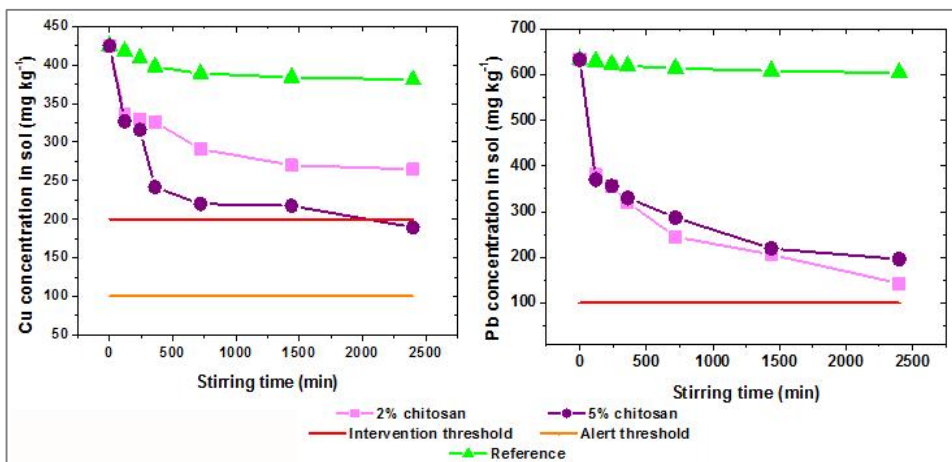 Cu concentration in sol (mg kg⁻¹)
450
400
350
300
250
200
150
100
50
0 500 1000 1500 2000 2500
Stirring time (min)
Pb concentration in sol (mg kg⁻¹)
700
600
500
400
300
200
100
0 500 1000 1500 2000 2500
Stirring time (min)
2% chitosan 5% chitosan
Intervention threshold Alert threshold
Reference